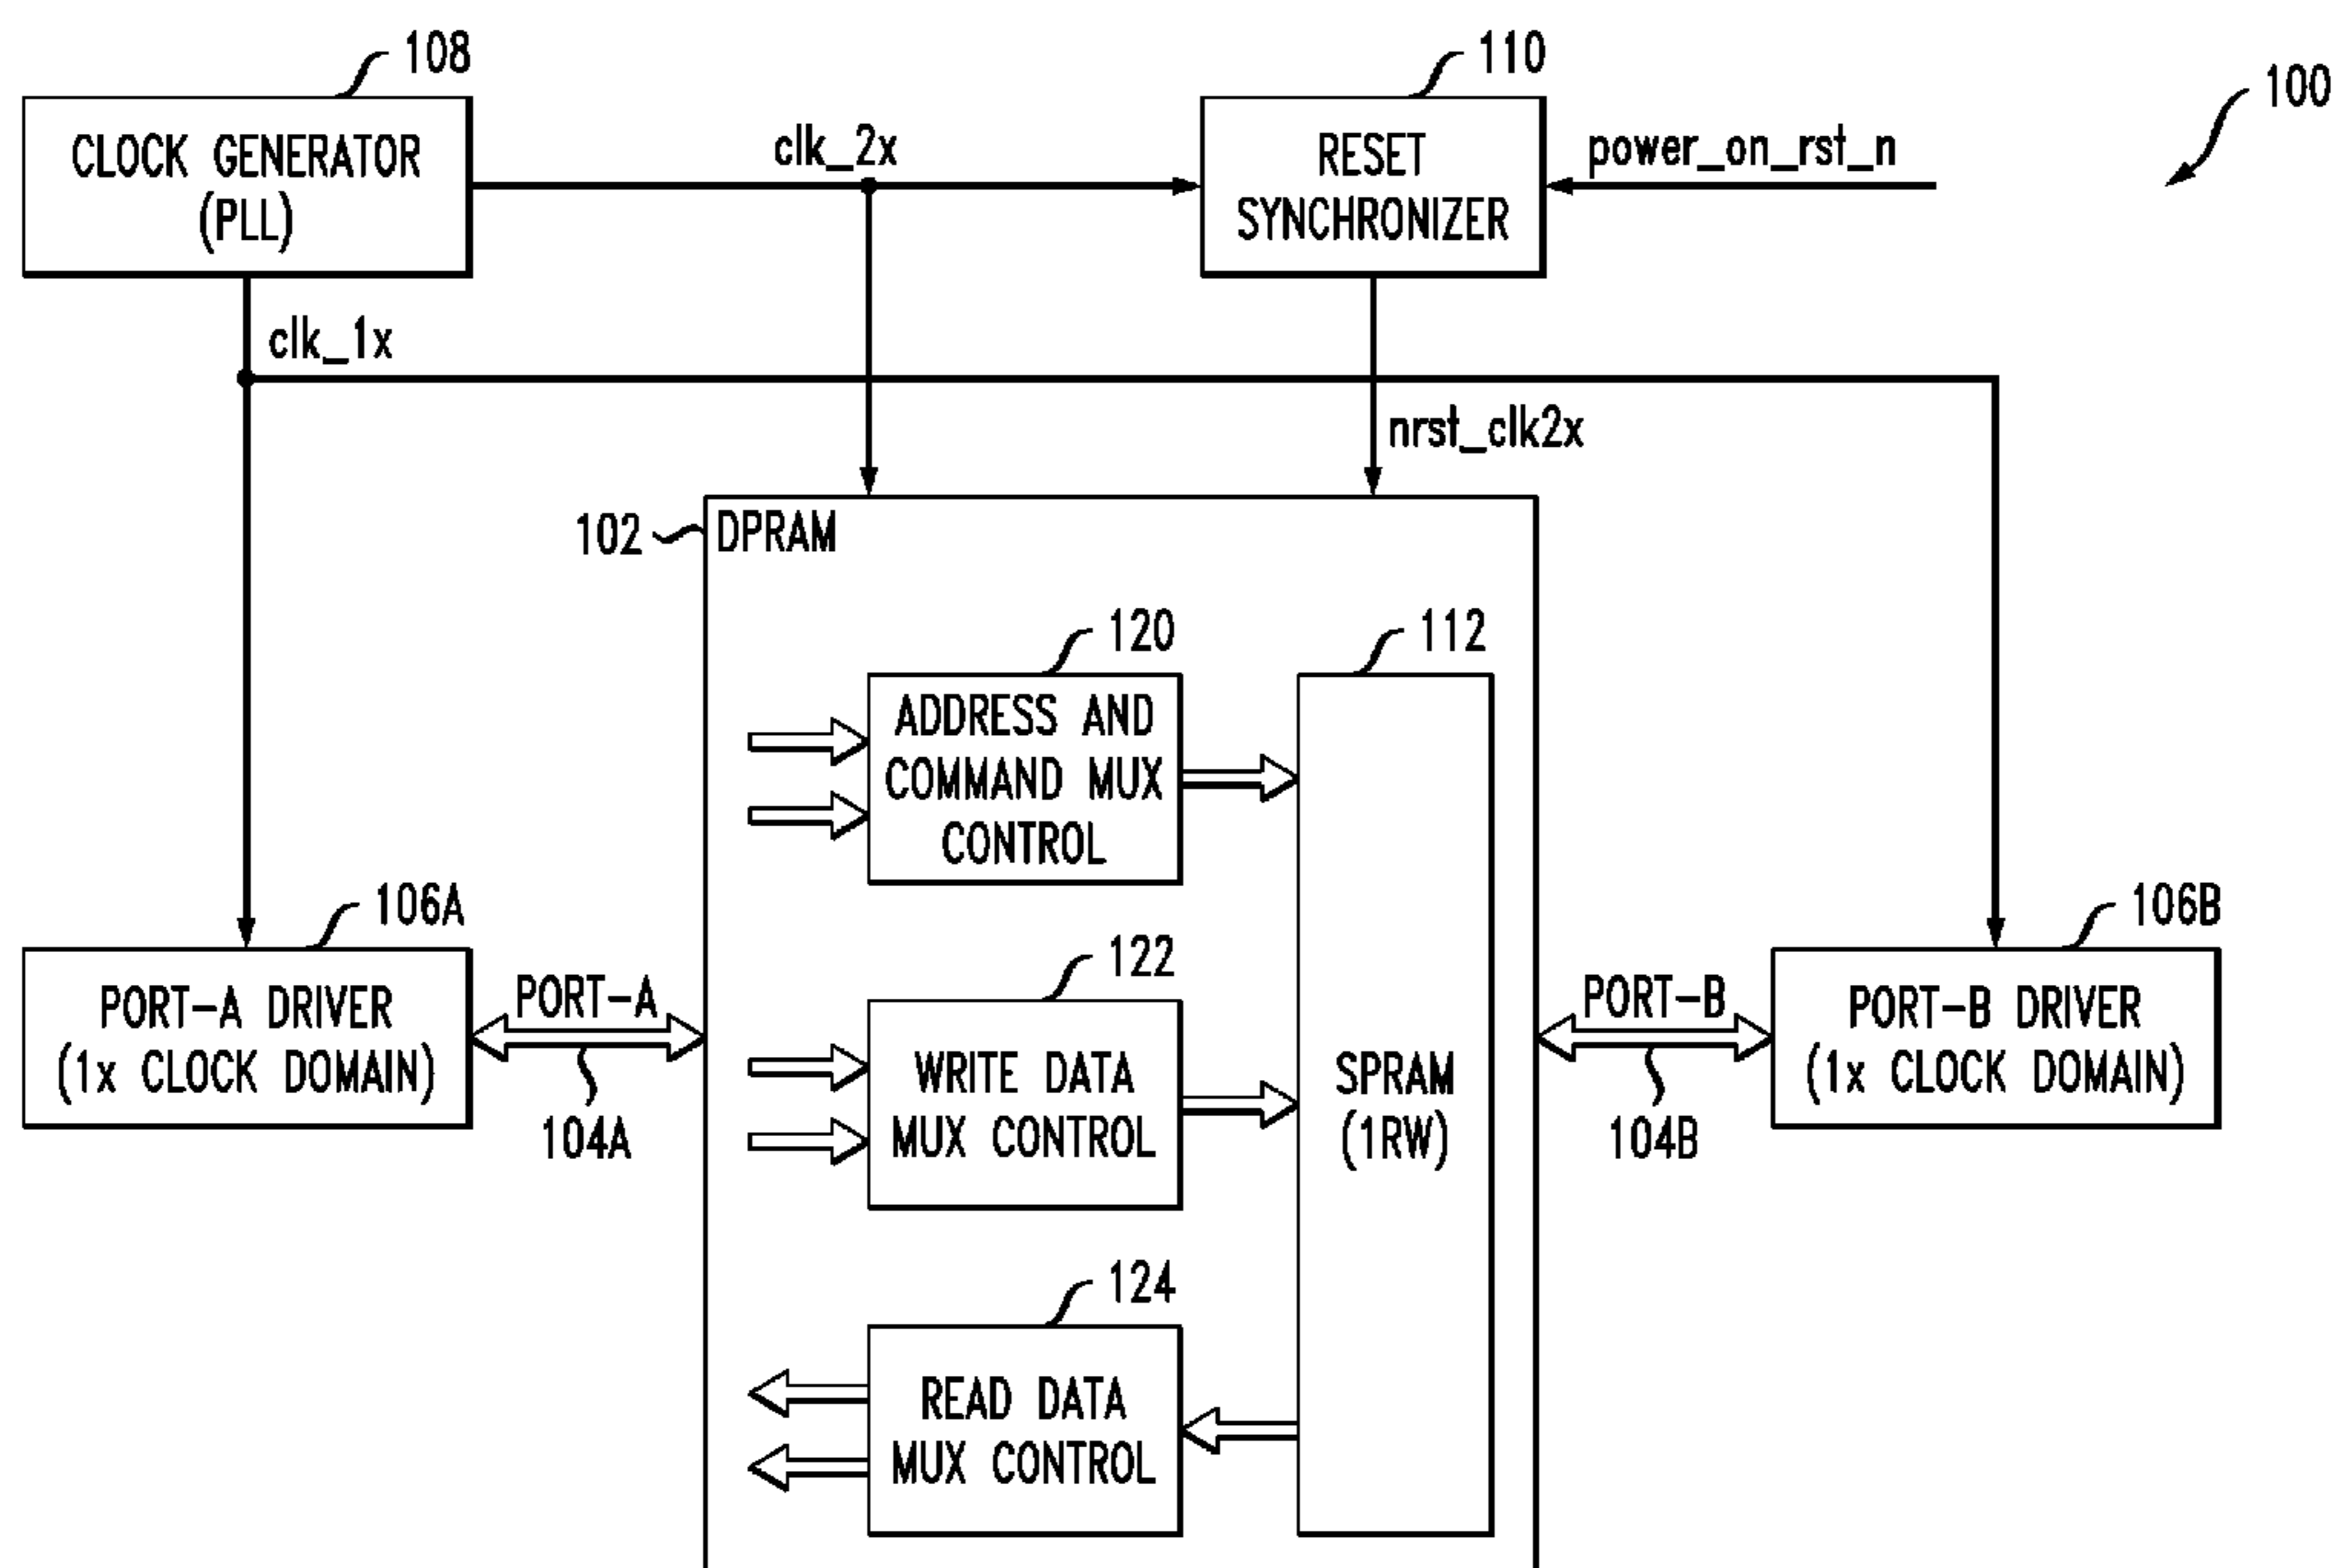 108
110
100
CLOCK GENERATOR
(PLL)
clk_2x
RESET
SYNCHRONIZER
power_on_rst_n
clk_1x
nrst_clk2x
102
DPRAM
120
112
ADDRESS AND
COMMAND MUX
CONTROL
106A
106B
122
PORT-A DRIVER
(1x CLOCK DOMAIN)
PORT-A
104A
WRITE DATA
MUX CONTROL
SPRAM
(1RW)
PORT-B
104B
PORT-B DRIVER
(1x CLOCK DOMAIN)
124
READ DATA
MUX CONTROL